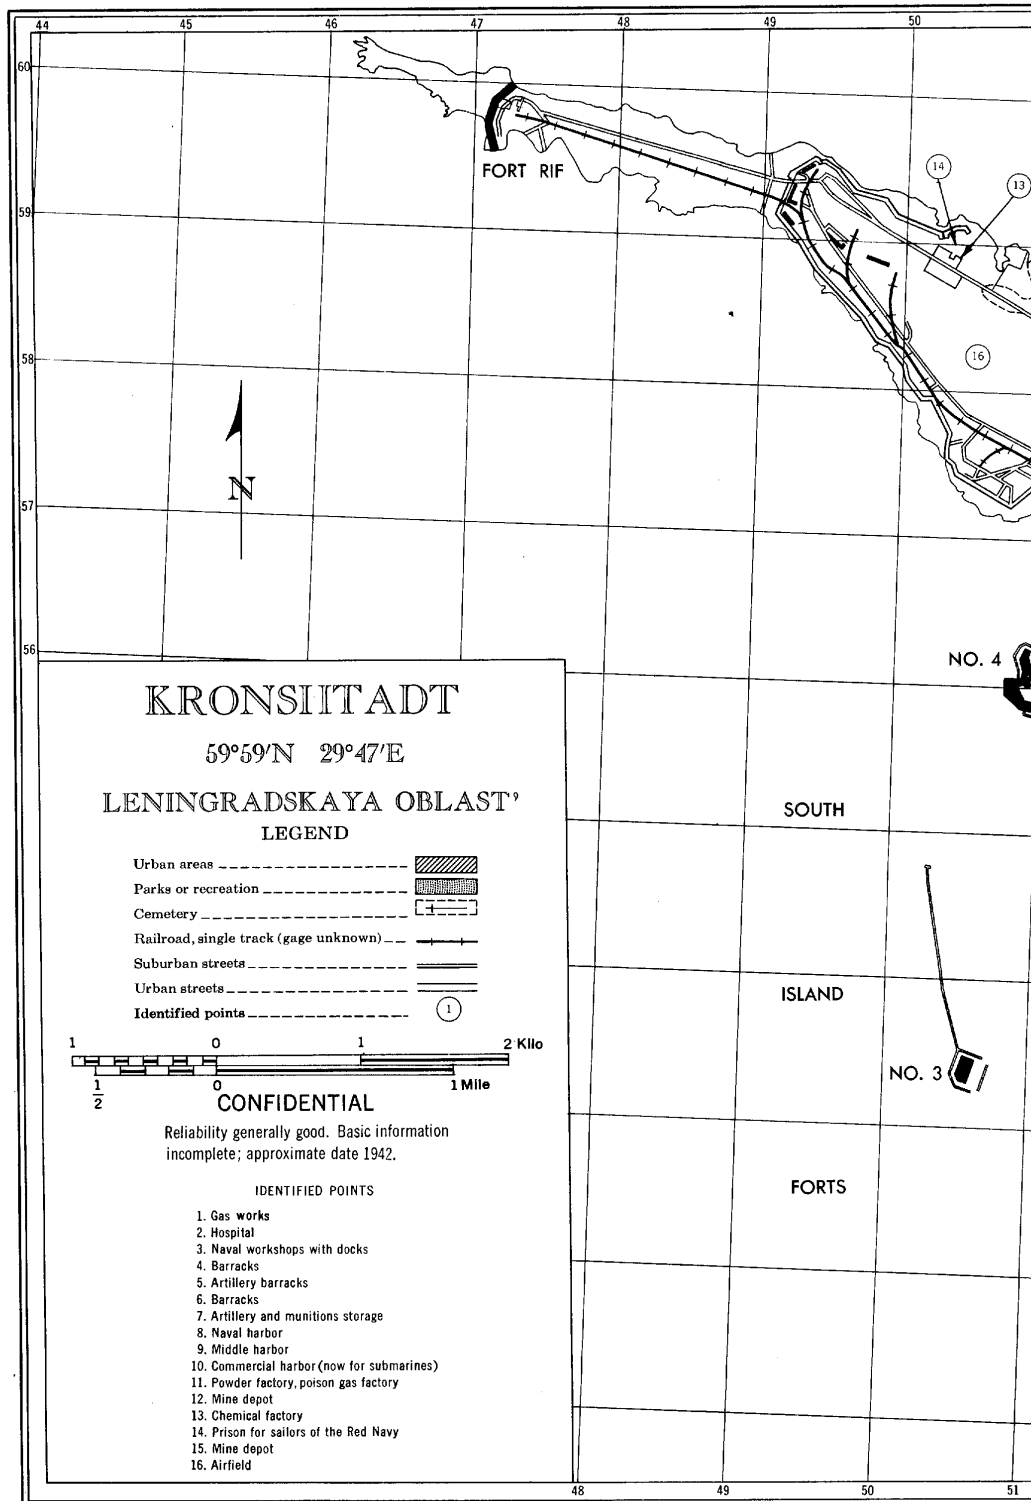 44 45 46 47 48 49 50
60
14
13
FORT RIF
59
58
16
N
57
56
NO. 4
KRONSIITADT
59°59'N 29°47'E
LENINGRADSKAYA OBLAST'
LEGEND
Urban areas
Parks or recreation
Cemetery
Railroad, single track (gage unknown)
Suburban streets
Urban streets
Identified points 1
SOUTH
ISLAND
NO. 3
FORTS
1 0 1 2 Kilo
1/2 0 1 Mile
CONFIDENTIAL
Reliability generally good. Basic information
incomplete; approximate date 1942.
IDENTIFIED POINTS
1. Gas works
2. Hospital
3. Naval workshops with docks
4. Barracks
5. Artillery barracks
6. Barracks
7. Artillery and munitions storage
8. Naval harbor
9. Middle harbor
10. Commercial harbor (now for submarines)
11. Powder factory, poison gas factory
12. Mine depot
13. Chemical factory
14. Prison for sailors of the Red Navy
15. Mine depot
16. Airfield
48 49 50 51